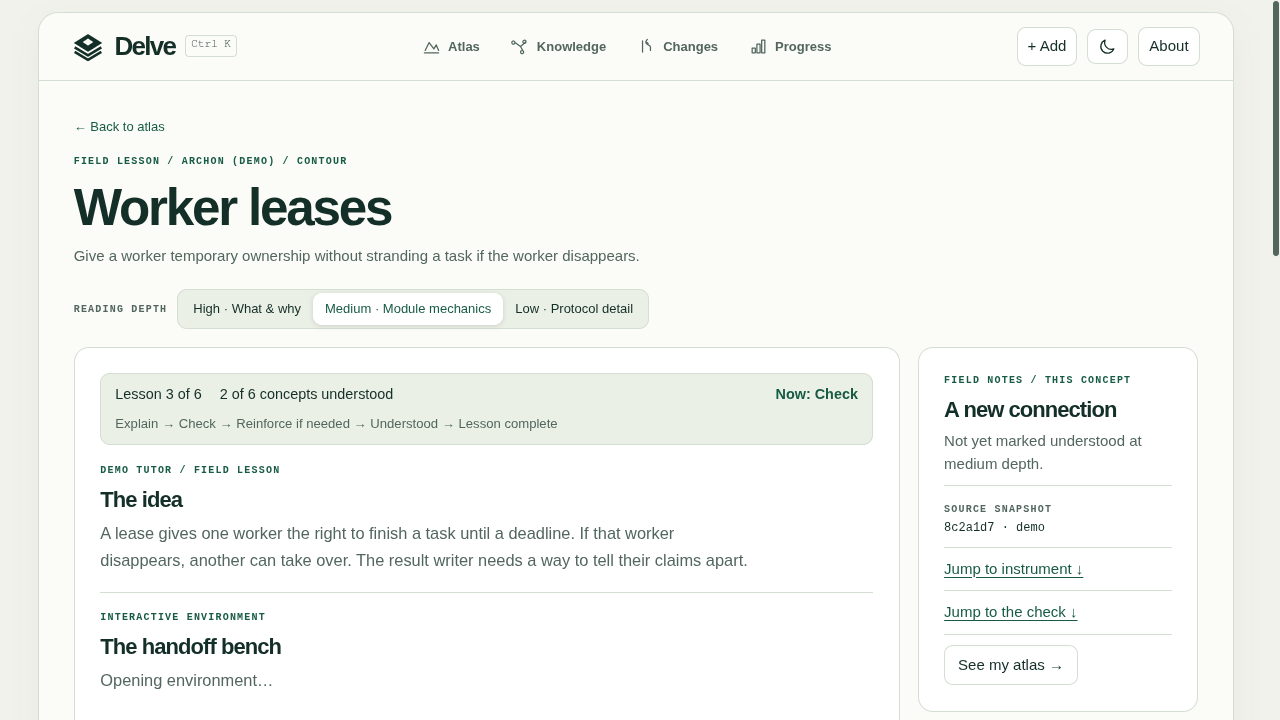 Delve Ctrl K Atlas Knowledge Changes Progress + Add About
← Back to atlas
FIELD LESSON / ARCHON (DEMO) / CONTOUR
Worker leases
Give a worker temporary ownership without stranding a task if the worker disappears.
READING DEPTH High · What & why Medium · Module mechanics Low · Protocol detail
Lesson 3 of 6 2 of 6 concepts understood Now: Check
Explain → Check → Reinforce if needed → Understood → Lesson complete
DEMO TUTOR / FIELD LESSON
The idea
A lease gives one worker the right to finish a task until a deadline. If that worker
disappears, another can take over. The result writer needs a way to tell their claims apart.
INTERACTIVE ENVIRONMENT
The handoff bench
Opening environment…
FIELD NOTES / THIS CONCEPT
A new connection
Not yet marked understood at
medium depth.
SOURCE SNAPSHOT
8c2a1d7 · demo
Jump to instrument ↓
Jump to the check ↓
See my atlas →